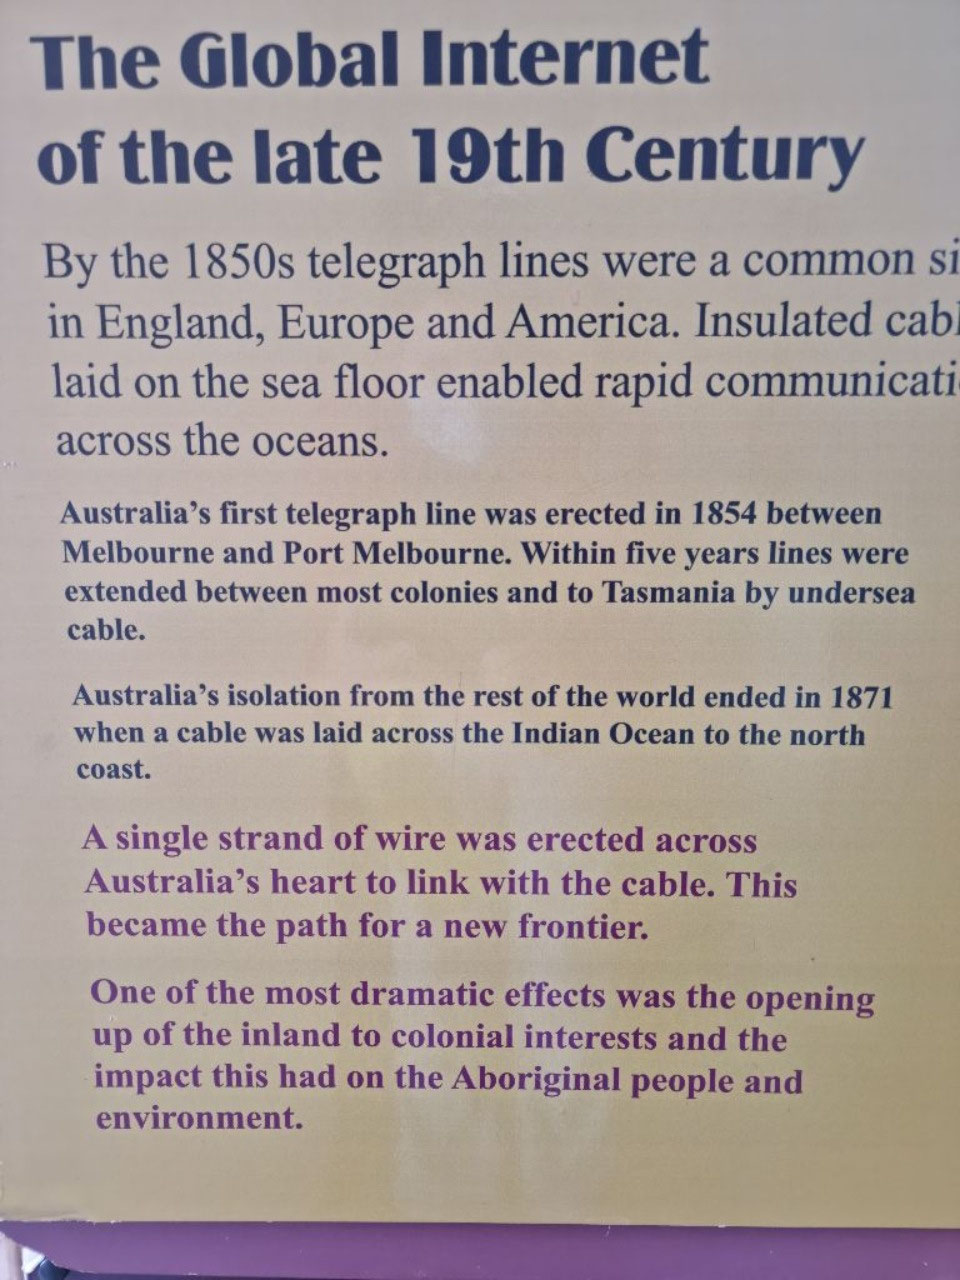 The Global Internet
of the late 19th Century
By the 1850s telegraph lines were a common si
in England, Europe and America. Insulated cabl
laid on the sea floor enabled rapid communicati
across the oceans.
Australia's first telegraph line was erected in 1854 between
Melbourne and Port Melbourne. Within five years lines were
extended between most colonies and to Tasmania by undersea
cable.
Australia's isolation from the rest of the world ended in 1871
when a cable was laid across the Indian Ocean to the north
coast.
A single strand of wire was erected across
Australia's heart to link with the cable. This
became the path for a new frontier.
One of the most dramatic effects was the opening
up of the inland to colonial interests and the
impact this had on the Aboriginal people and
environment.